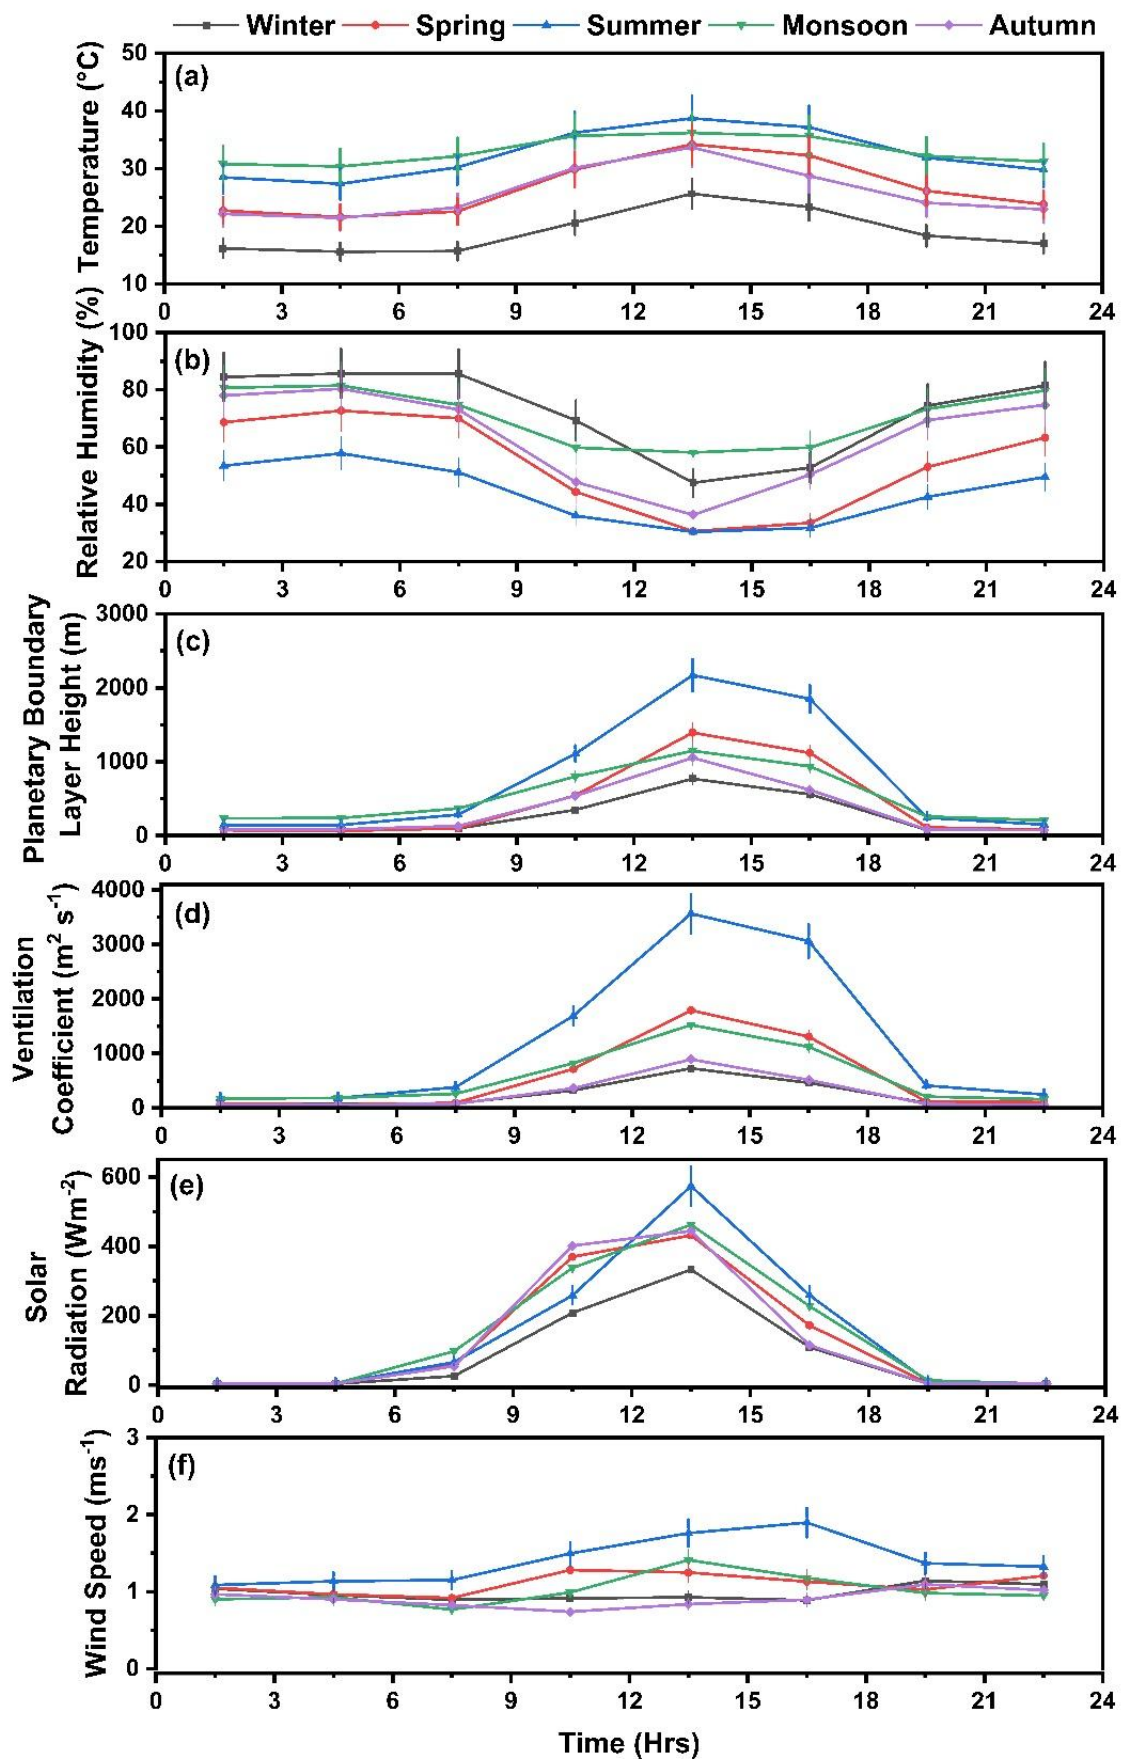 Winter Spring Summer Monsoon Autumn
(a)
Temperature (°C)
50
40
30
20
10
0 3 6 9 12 15 18 21 24
(b)
Relative Humidity (%)
100
80
60
40
20
0 3 6 9 12 15 18 21 24
(c)
Planetary Boundary
Layer Height (m)
3000
2000
1000
0
0 3 6 9 12 15 18 21 24
(d)
Ventilation
Coefficient (m² s⁻¹)
4000
3000
2000
1000
0
0 3 6 9 12 15 18 21 24
(e)
Solar
Radiation (Wm⁻²)
600
400
200
0
0 3 6 9 12 15 18 21 24
(f)
Wind Speed (ms⁻¹)
3
2
1
0
0 3 6 9 12 15 18 21 24
Time (Hrs)